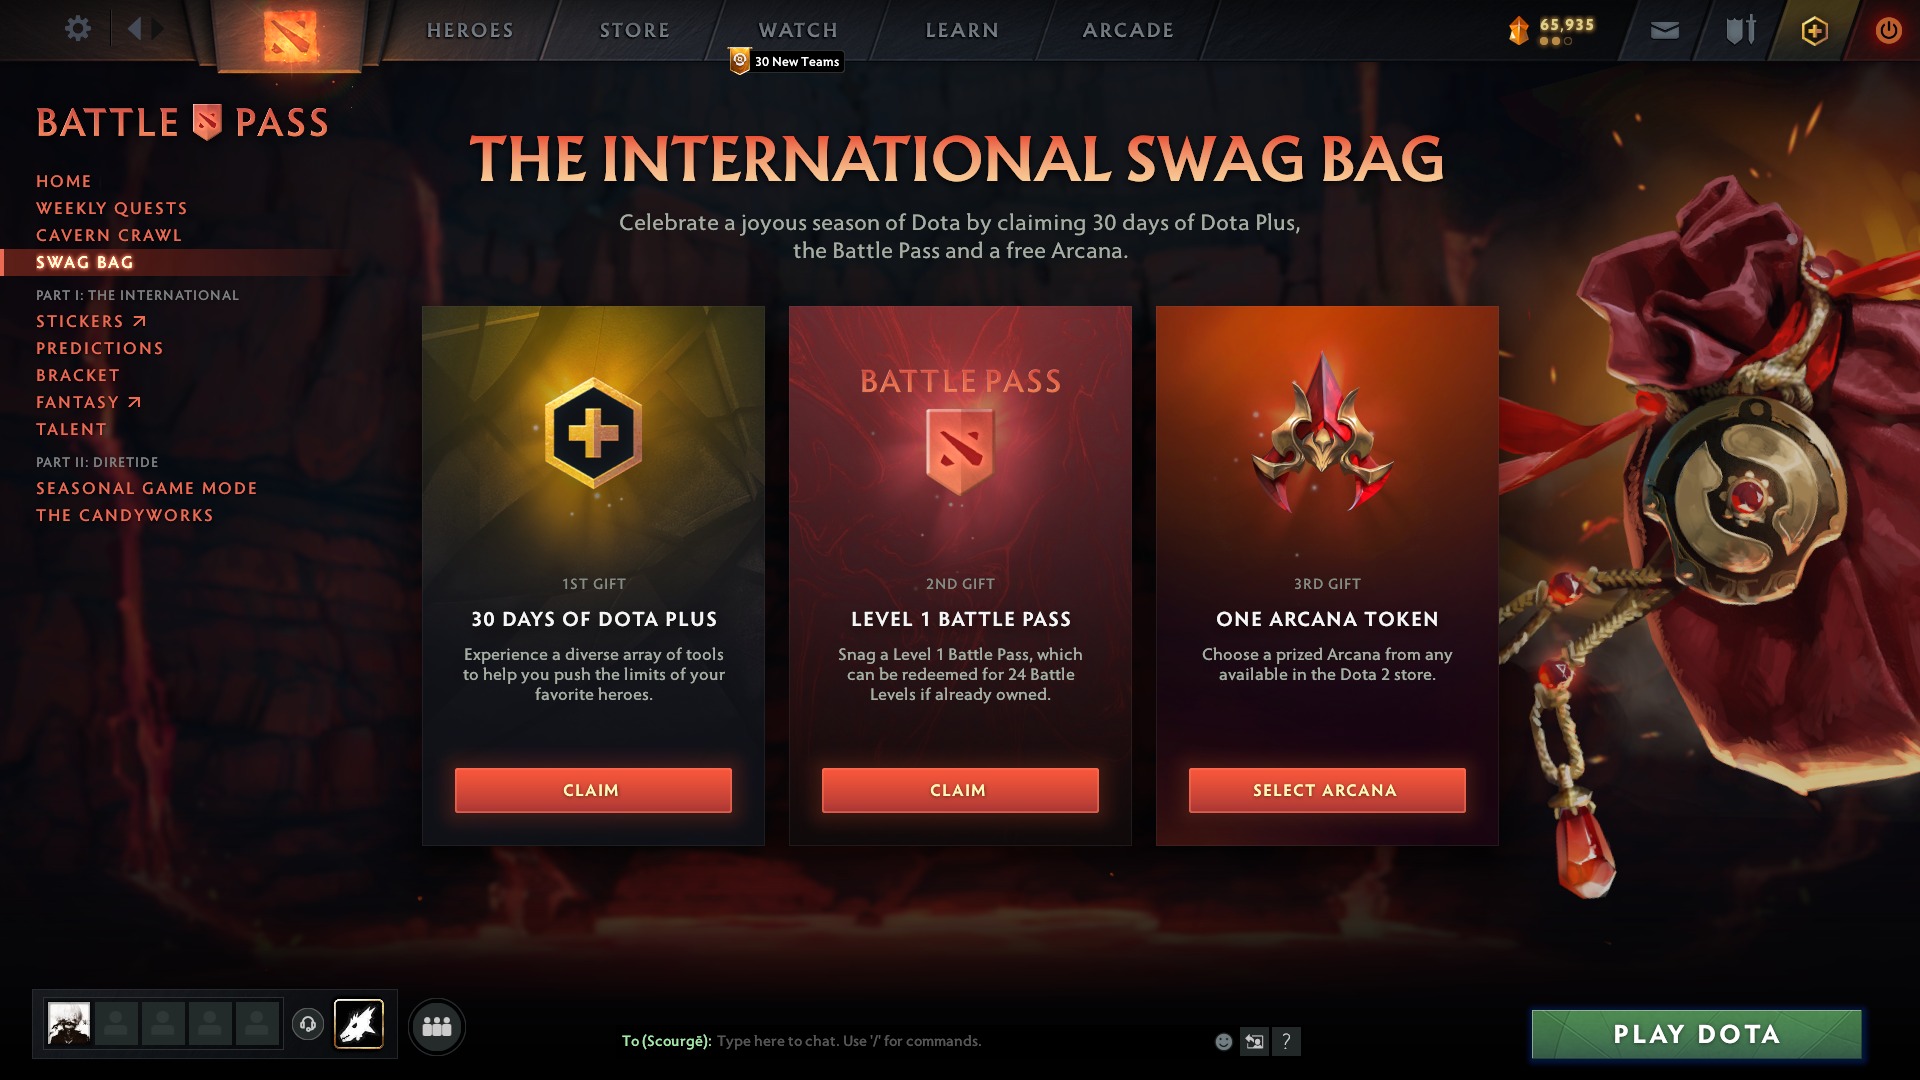 HEROES
STORE
WATCH
LEARN
ARCADE
65,935
30 New Teams
BATTLE PASS
HOME
WEEKLY QUESTS
CAVERN CRAWL
SWAG BAG
PART I: THE INTERNATIONAL
STICKERS
PREDICTIONS
BRACKET
FANTASY
TALENT
PART II: DIRETIDE
SEASONAL GAME MODE
THE CANDYWORKS
THE INTERNATIONAL SWAG BAG
Celebrate a joyous season of Dota by claiming 30 days of Dota Plus,
the Battle Pass and a free Arcana.
1ST GIFT
30 DAYS OF DOTA PLUS
Experience a diverse array of tools
to help you push the limits of your
favorite heroes.
CLAIM
BATTLE PASS
2ND GIFT
LEVEL 1 BATTLE PASS
Snag a Level 1 Battle Pass, which
can be redeemed for 24 Battle
Levels if already owned.
CLAIM
3RD GIFT
ONE ARCANA TOKEN
Choose a prized Arcana from any
available in the Dota 2 store.
SELECT ARCANA
To (Scourgē): Type here to chat. Use '/' for commands.
?
PLAY DOTA